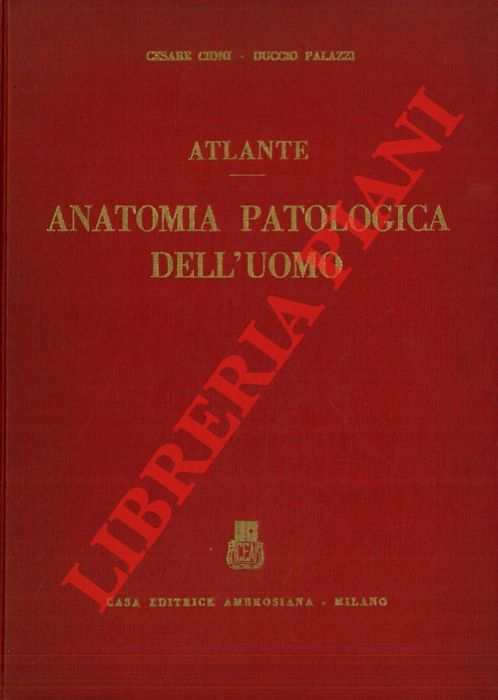 CESARE CIONI - DUCCIO PALAZZI
ATLANTE
ANATOMIA PATOLOGICA
DELL'UOMO
LIBRERIA PIANI
CEA
CASA EDITRICE AMBROSIANA - MILANO